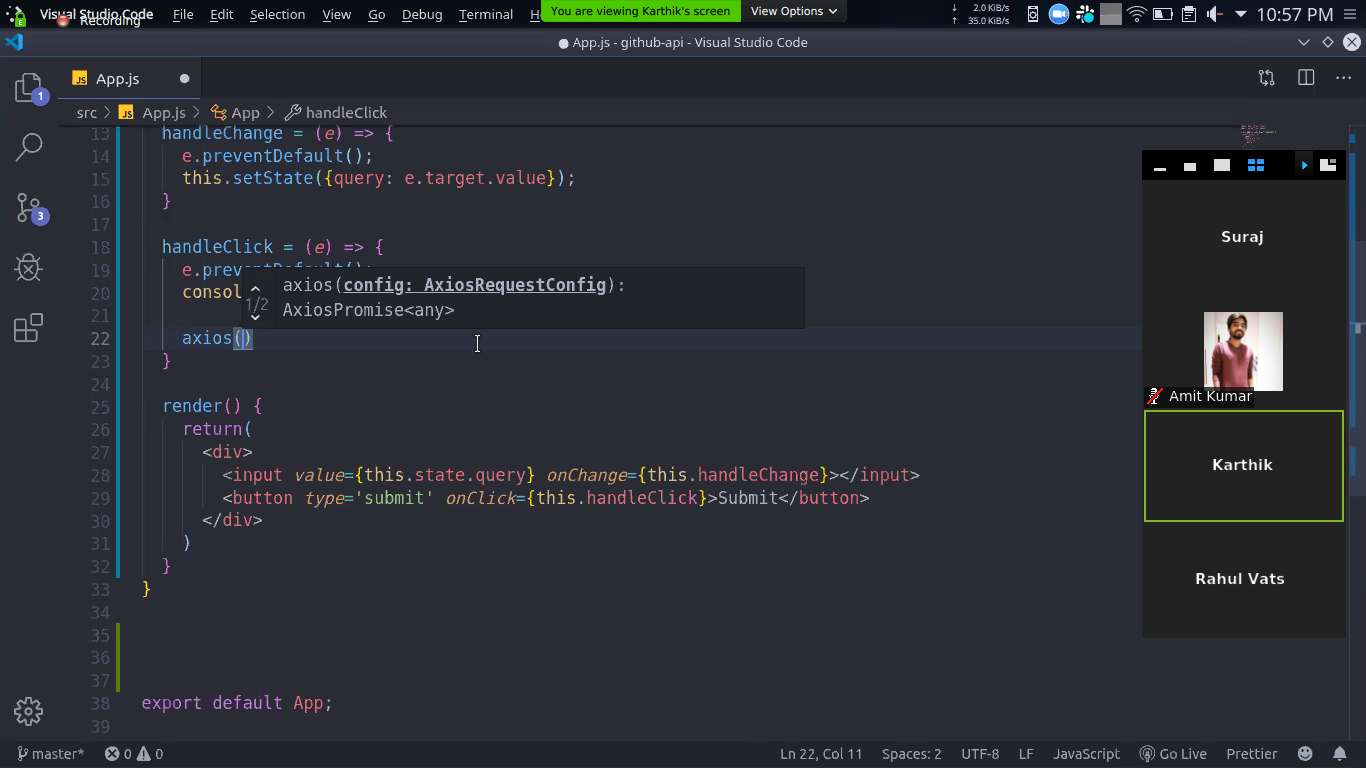 Visual Studio Code File Edit Selection View Go Debug Terminal
Recording
You are viewing Karthik's screen View Options
2.0 KiB/s
35.0 KiB/s
10:57 PM
● App.js - github-api - Visual Studio Code
JS App.js ●
1
src > JS App.js > App > handleClick
13 handleChange = (e) => {
14 e.preventDefault();
15 this.setState({query: e.target.value});
16 }
17
18 handleClick = (e) => {
19 e.preventDefault();
20 consol
21
22 axios()
23 }
24
25 render() {
26 return(
27 <div>
28 <input value={this.state.query} onChange={this.handleChange}></input>
29 <button type='submit' onClick={this.handleClick}>Submit</button>
30 </div>
31 )
32 }
33 }
34
35
36
37
38 export default App;
39
axios(config: AxiosRequestConfig):
1/2
AxiosPromise<any>
3
Suraj
Amit Kumar
Karthik
Rahul Vats
master* 0 0 Ln 22, Col 11 Spaces: 2 UTF-8 LF JavaScript Go Live Prettier